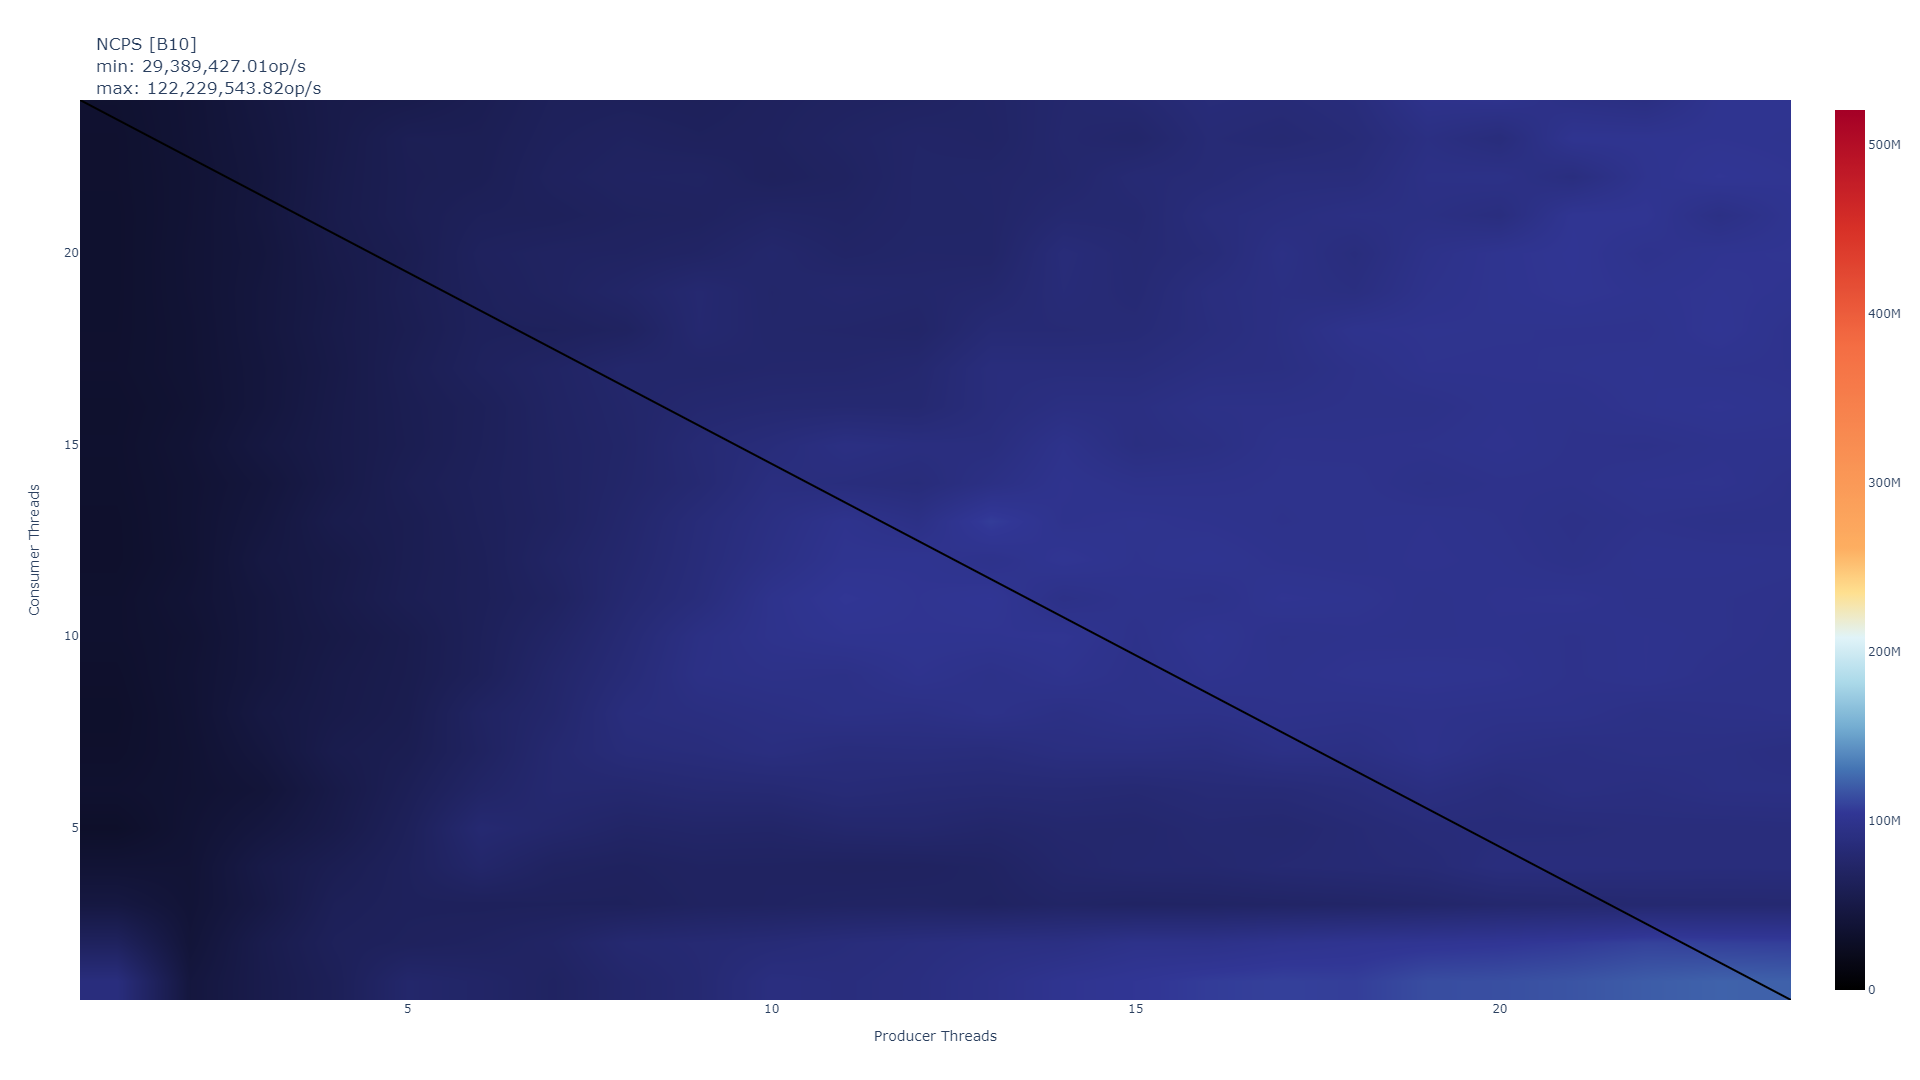 NCPS [B10]
min: 29,389,427.01op/s
max: 122,229,543.82op/s
500M
400M
300M
200M
100M
0
20
15
10
5
Consumer Threads
5
10
15
20
Producer Threads